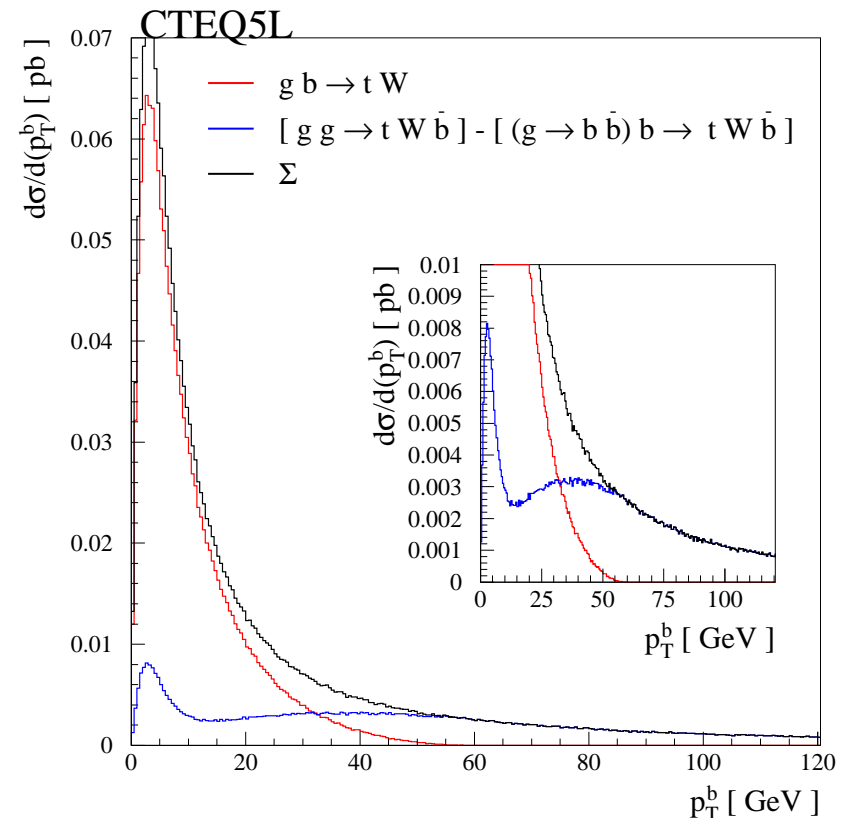 CTEQ5L
dσ/d(p_T^b) [ pb ]
0.07
0.06
0.05
0.04
0.03
0.02
0.01
0
g b → t W
[ g g → t W b̄ ] - [ (g → b b̄) b → t W b̄ ]
Σ
dσ/d(p_T^b) [ pb ]
0.01
0.009
0.008
0.007
0.006
0.005
0.004
0.003
0.002
0.001
0
0 25 50 75 100
p_T^b [ GeV ]
0 20 40 60 80 100 120
p_T^b [ GeV ]